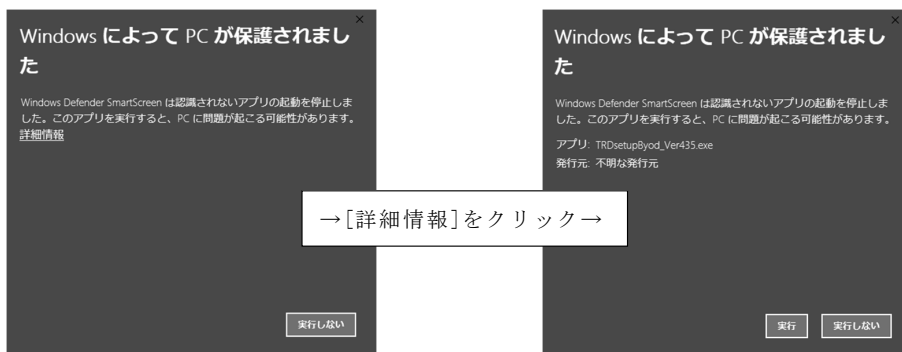 Windows によって PC が保護されまし
た
Windows Defender SmartScreen は認識されないアプリの起動を停止しま
した。このアプリを実行すると、PC に問題が起こる可能性があります。
詳細情報
実行しない
→[詳細情報]をクリック→
Windows によって PC が保護されまし
た
Windows Defender SmartScreen は認識されないアプリの起動を停止しま
した。このアプリを実行すると、PC に問題が起こる可能性があります。
アプリ: TRDsetupByod_Ver435.exe
発行元: 不明な発行元
実行
実行しない